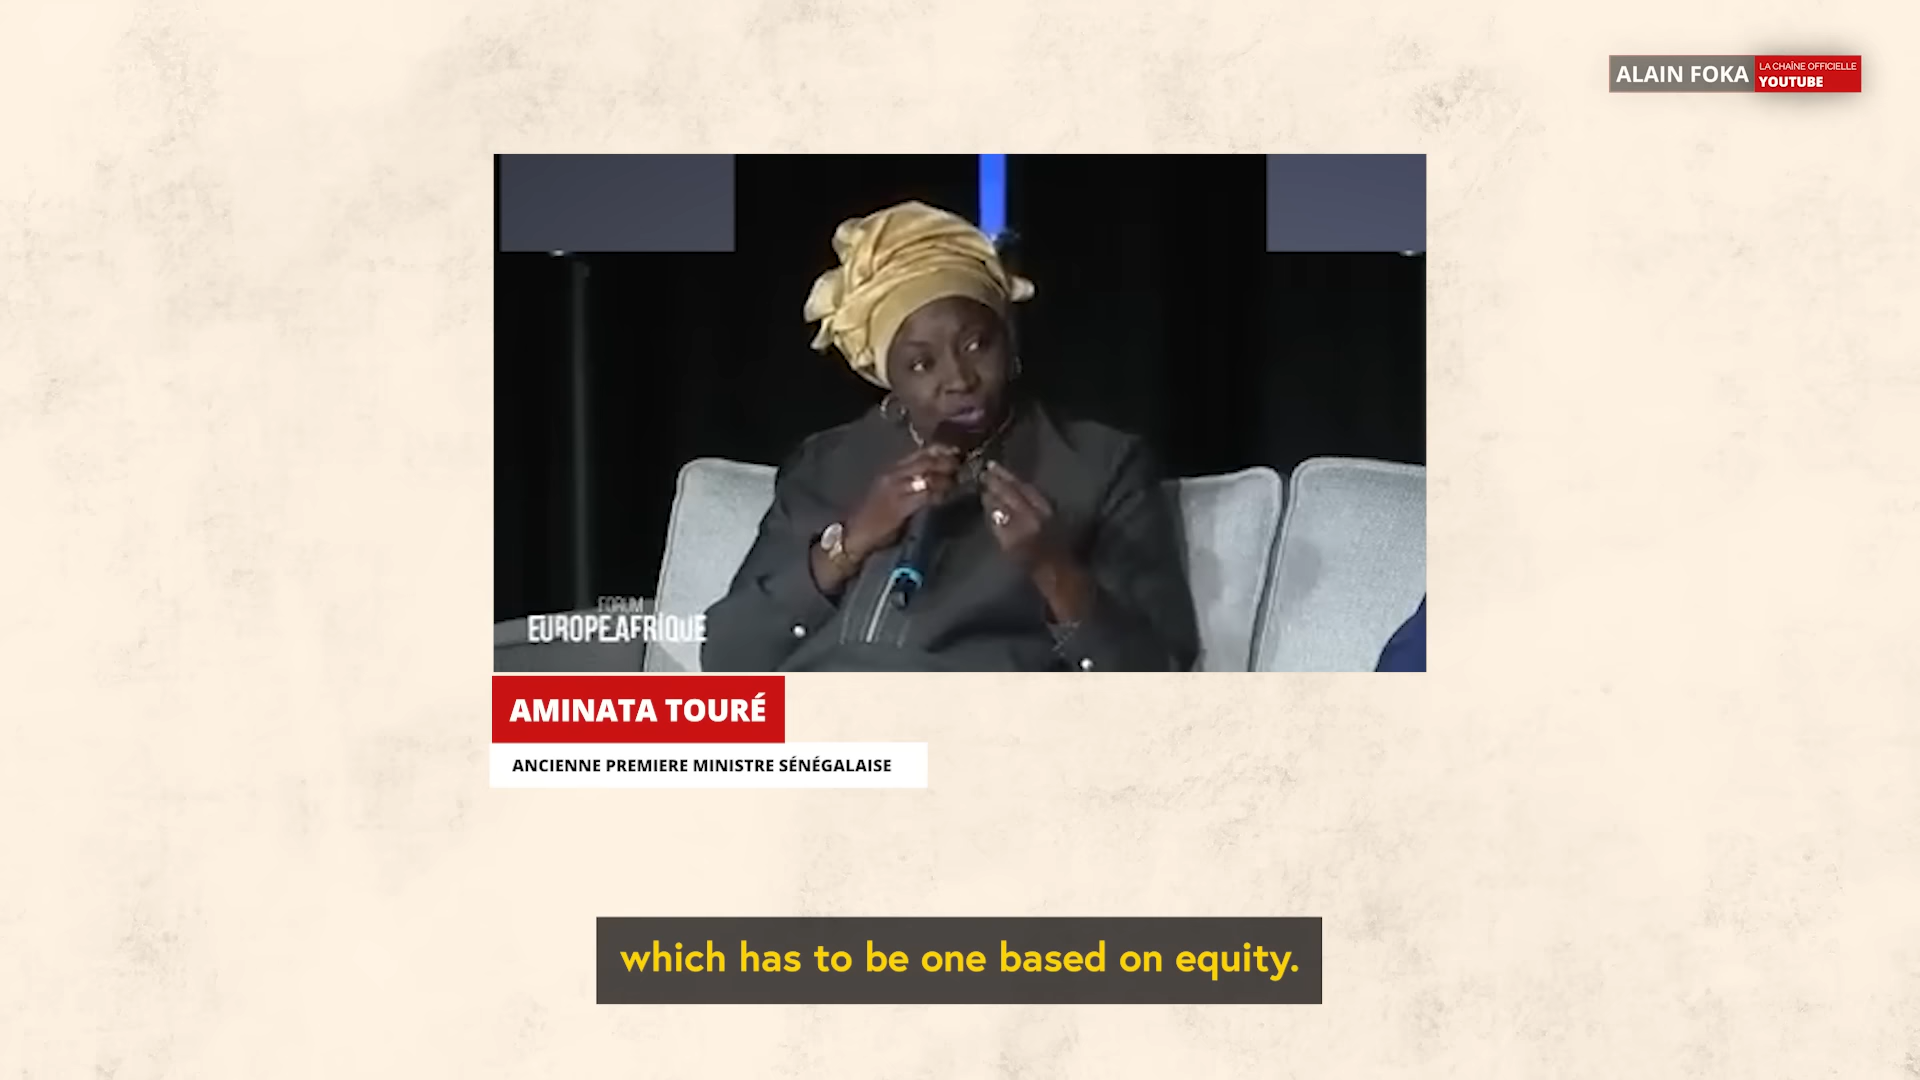 ALAIN FOKA
LA CHAÎNE OFFICIELLE
YOUTUBE
FORUM
EUROPEAFRIQUE
AMINATA TOURÉ
ANCIENNE PREMIERE MINISTRE SÉNÉGALAISE
which has to be one based on equity.